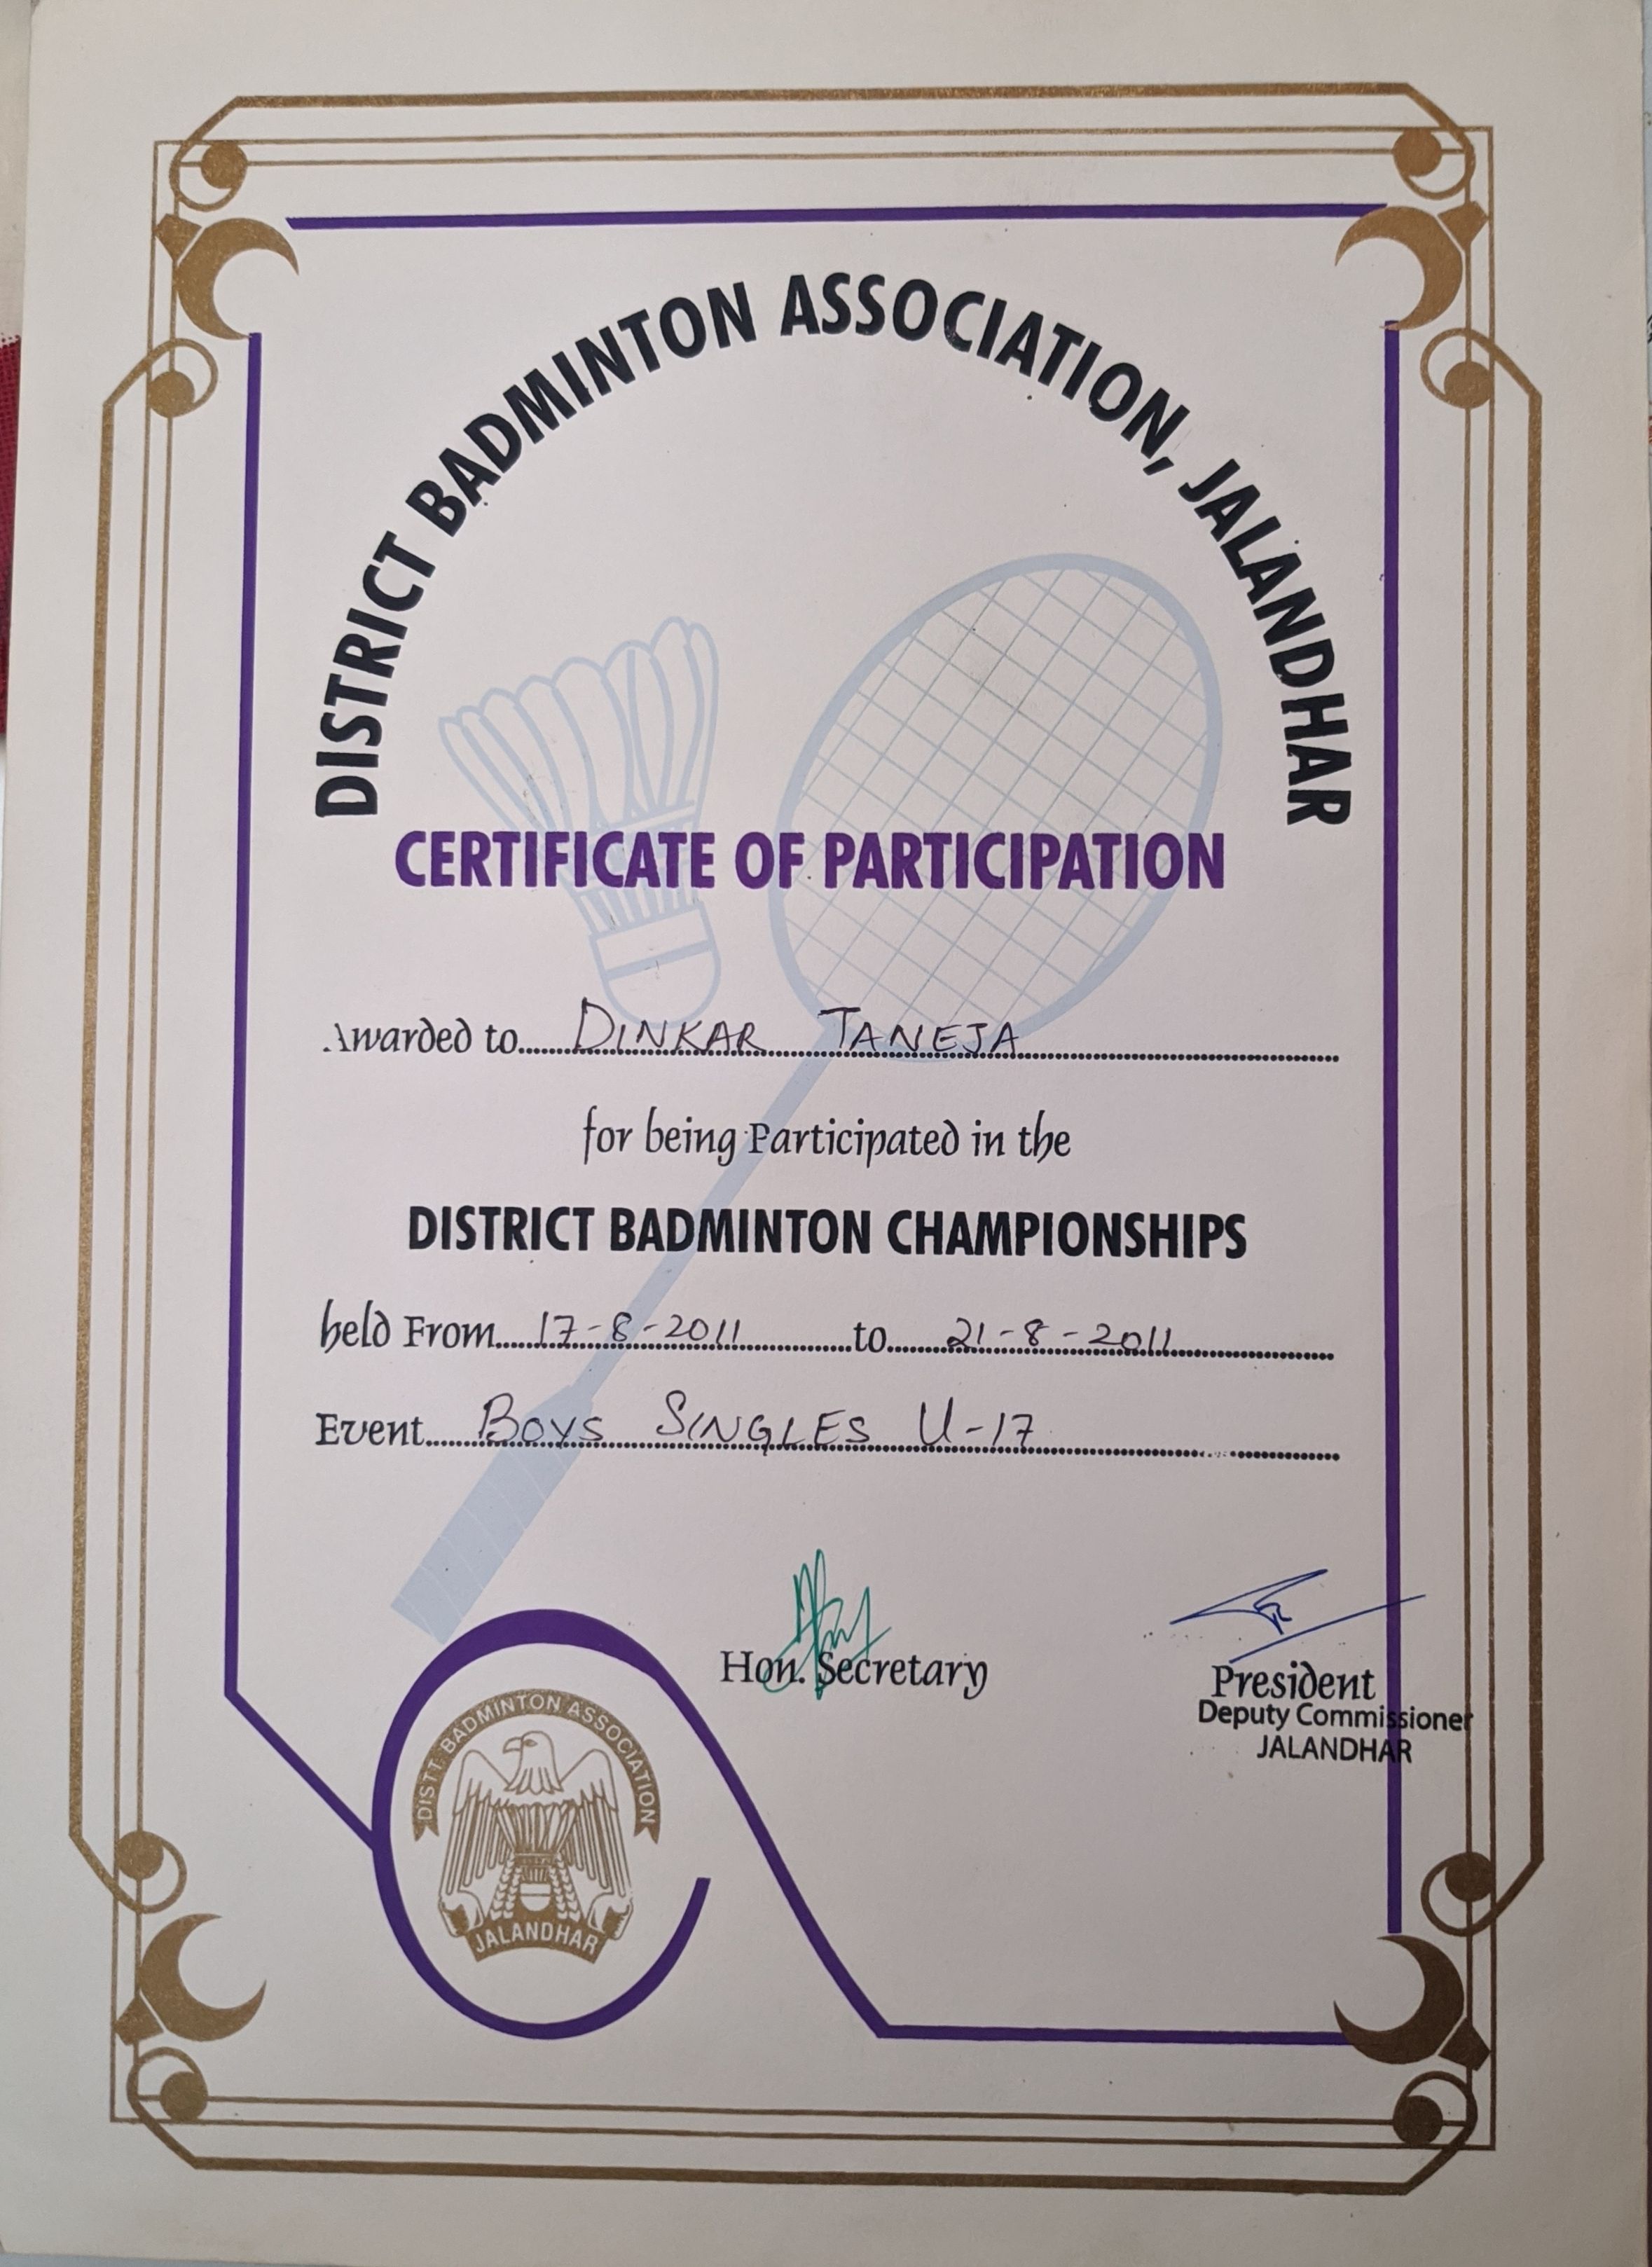 DISTRICT BADMINTON ASSOCIATION, JALANDHAR
CERTIFICATE OF PARTICIPATION
Awarded to DINKAR TANEJA
for being Participated in the
DISTRICT BADMINTON CHAMPIONSHIPS
held From 17-8-2011 to 21-8-2011
Event BOYS SINGLES U-17
Hon. Secretary
President
Deputy Commissioner
JALANDHAR
DISTT. BADMINTON ASSOCIATION
JALANDHAR